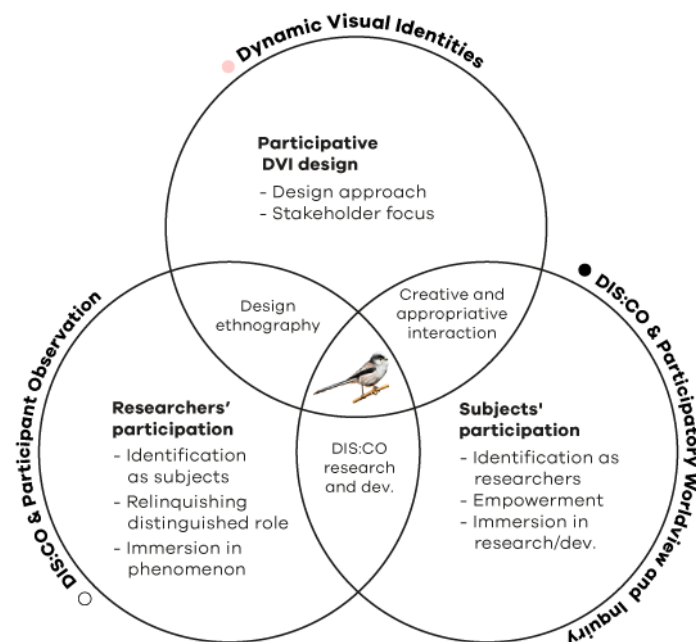 Dynamic Visual Identities
Participative
DVI design
- Design approach
- Stakeholder focus
Design
ethnography
Creative and
appropriative
interaction
DIS:CO & Participant Observation
Researchers’
participation
- Identification
as subjects
- Relinquishing
distinguished role
- Immersion in
phenomenon
DIS:CO
research
and dev.
DIS:CO & Participatory Worldview and Inquiry
Subjects'
participation
- Identification as
researchers
- Empowerment
- Immersion in
research/dev.